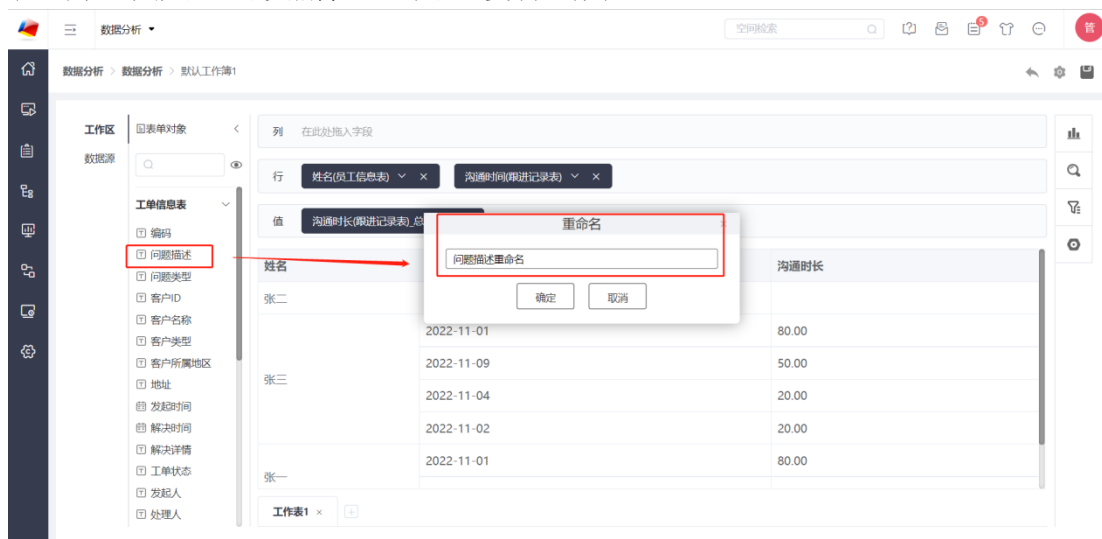 数据分析
空间检索
5
管
数据分析 > 数据分析 > 默认工作簿1
工作区
数据源
表单对象
工单信息表
编码
问题描述
问题类型
客户ID
客户名称
客户类型
客户所属地区
地址
发起时间
解决时间
解决详情
工单状态
发起人
处理人
列 在此处拖入字段
行 姓名(员工信息表) × 沟通时间(跟进记录表) ×
值 沟通时长(跟进记录表)_总
重命名 ×
问题描述重命名
确定 取消
姓名 沟通时长
张二
2022-11-01 80.00
张三
2022-11-09 50.00
2022-11-04 20.00
2022-11-02 20.00
张一
2022-11-01 80.00
工作表1 × +